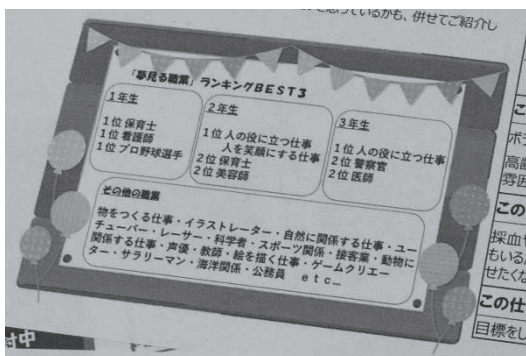 と思っているかも、併せてご紹介し
「夢見る職業」ランキングBEST3
1年生
1位 保育士
1位 看護師
1位 プロ野球選手
2年生
1位 人の役に立つ仕事
人を笑顔にする仕事
2位 保育士
2位 美容師
3年生
1位 人の役に立つ仕事
2位 警察官
2位 医師
その他の職業
物をつくる仕事・イラストレーター・自然に関係する仕事・ユー
チューバー・レーサー・科学者・スポーツ関係・接客業・動物に
関係する仕事・声優・教師・絵を描く仕事・ゲームクリエー
ター・サラリーマン・海洋関係・公務員 etc…
こ
ボラ
高齢
雰囲
この
採血
もいるか
せたくな
この仕
目標をし
付中